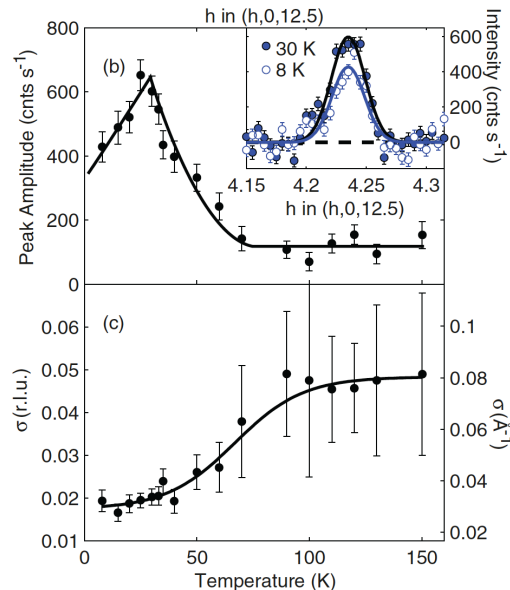 h in (h,0,12.5)
800
600
400
200
0
Peak Amplitude (cnts s⁻¹)
(b)
30 K
8 K
600
400
200
0
Intensity (cnts s⁻¹)
4.15 4.2 4.25 4.3
h in (h,0,12.5)
(c)
0.06
0.05
0.04
0.03
0.02
0.01
σ (r.l.u.)
0.1
0.08
0.06
0.04
0.02
σ (Å⁻¹)
0 50 100 150
Temperature (K)